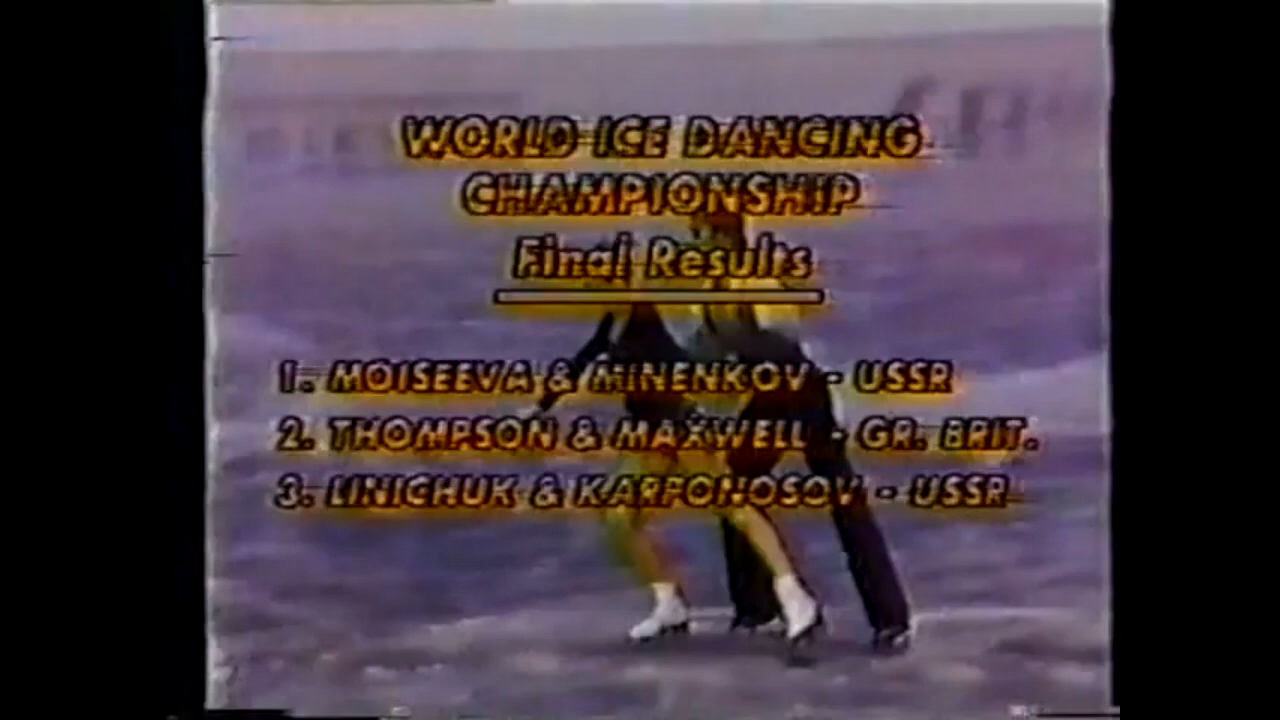 WORLD ICE DANCING
CHAMPIONSHIP
Final Results
1. MOISEEVA & MINENKOV - USSR
2. THOMPSON & MAXWELL - GR. BRIT.
3. LINICHUK & KARPONOSOV - USSR